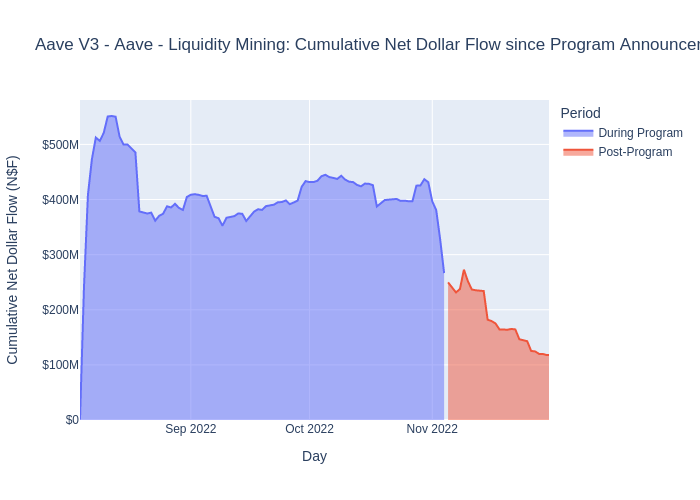 Aave V3 - Aave - Liquidity Mining: Cumulative Net Dollar Flow since Program
Period
During Program
Post-Program
Cumulative Net Dollar Flow (N$F)
$500M
$400M
$300M
$200M
$100M
$0
Sep 2022
Oct 2022
Nov 2022
Day